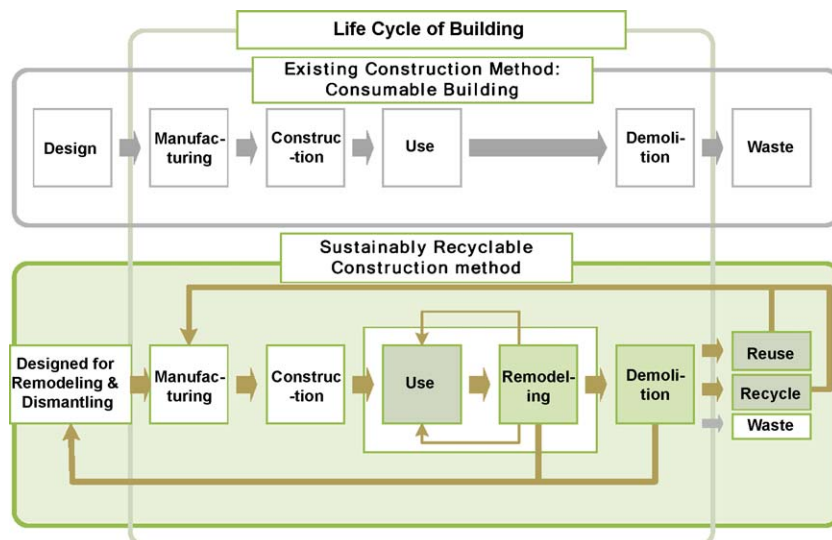 Life Cycle of Building
Existing Construction Method:
Consumable Building
Design
Manufac-
turing
Construc
-tion
Use
Demoli-
tion
Waste
Sustainably Recyclable
Construction method
Designed for
Remodeling &
Dismantling
Manufac-
turing
Construc
-tion
Use
Remodel-
ing
Demoli-
tion
Reuse
Recycle
Waste